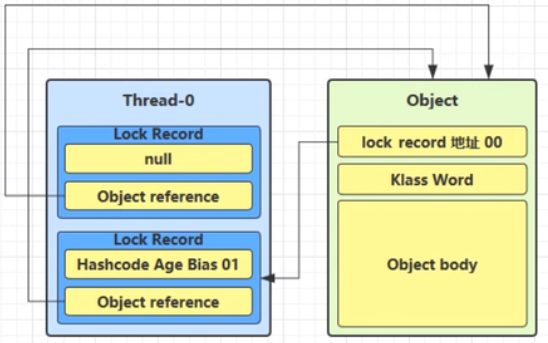 Thread-0
Lock Record
null
Object reference
Lock Record
Hashcode Age Bias 01
Object reference
Object
lock record 地址 00
Klass Word
Object body